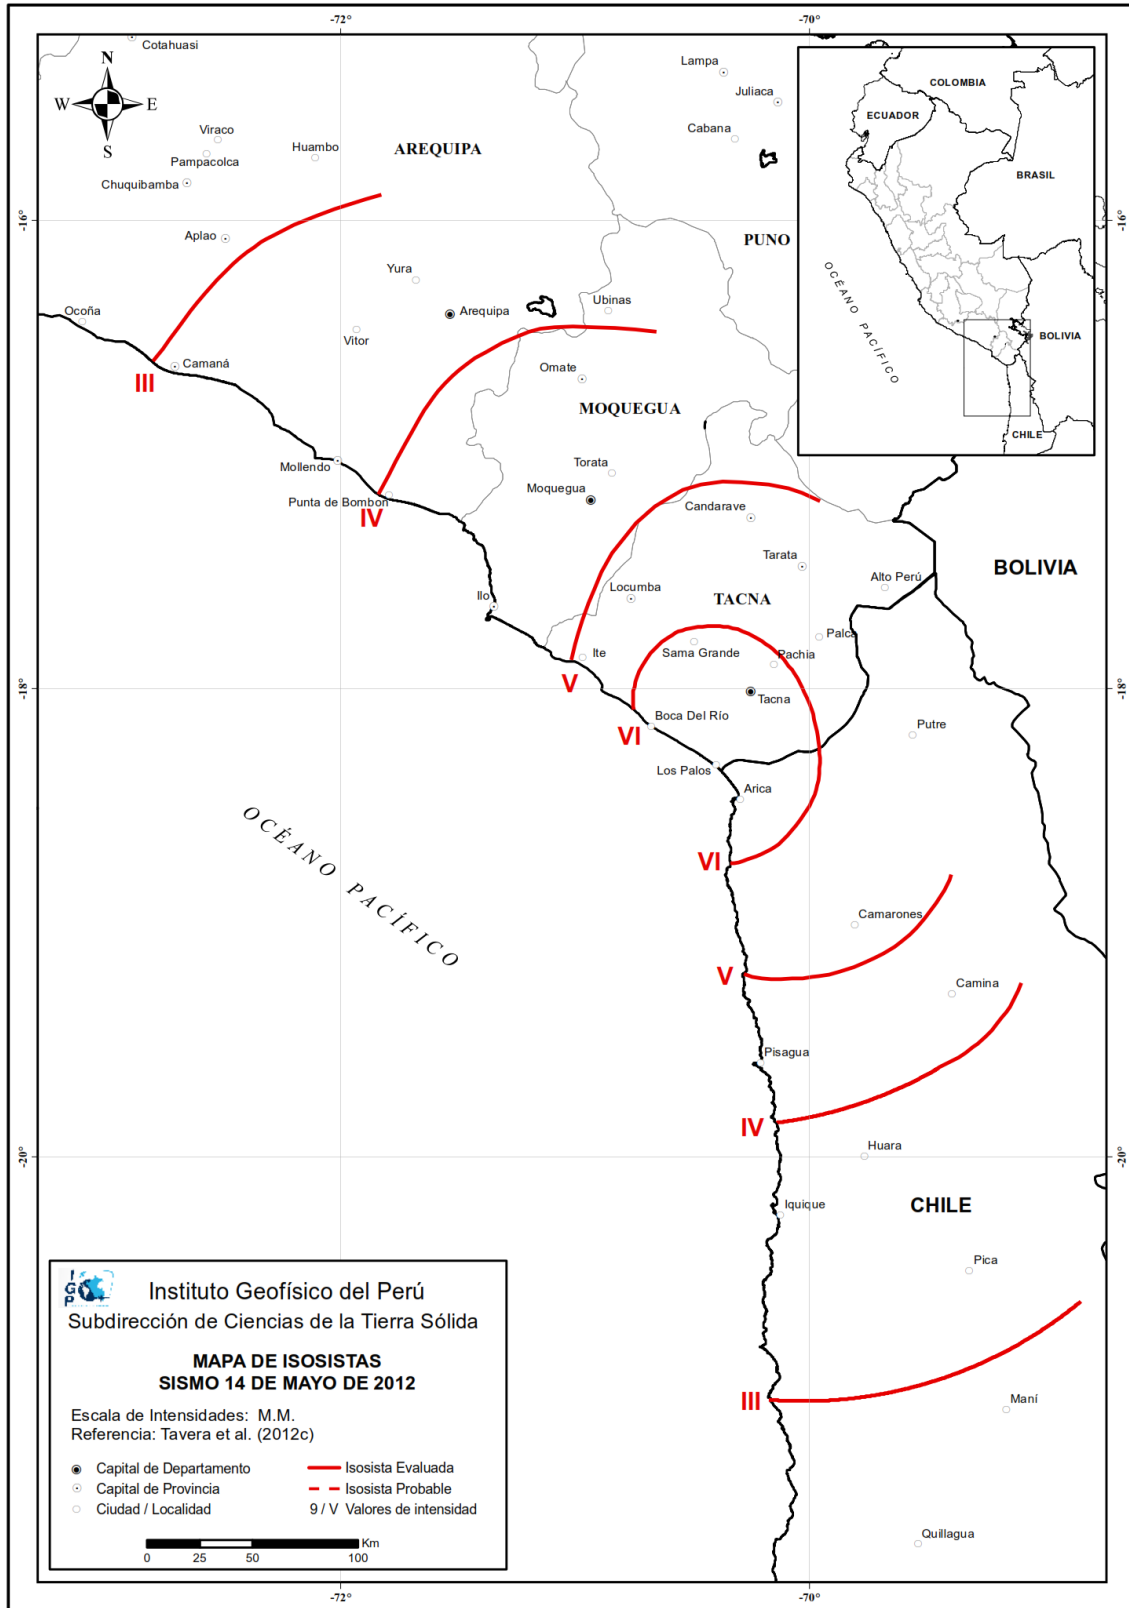 -72°
-70°
Cotahuasi
N
W
E
S
Lampa
Juliaca
Cabana
Viraco
Pampacolca
Chuquibamba
Huambo
AREQUIPA
COLOMBIA
ECUADOR
BRASIL
OCÉANO PACÍFICO
BOLIVIA
CHILE
-16°
-16°
Aplao
PUNO
Yura
Ocoña
Arequipa
Ubinas
Vitor
Camaná
III
Omate
MOQUEGUA
Mollendo
Torata
Moquegua
Punta de Bombon
IV
Candarave
Tarata
Alto Perú
BOLIVIA
Ilo
Locumba
TACNA
Palca
Sama Grande
Pachia
Ite
V
-18°
-18°
Tacna
Boca Del Río
VI
Putre
Los Palos
Arica
OCÉANO PACÍFICO
VI
Camarones
V
Camina
Pisagua
IV
Huara
-20°
-20°
Iquique
CHILE
Pica
III
Maní
Quillagua
IGP
Instituto Geofísico del Perú
Subdirección de Ciencias de la Tierra Sólida
MAPA DE ISOSISTAS
SISMO 14 DE MAYO DE 2012
Escala de Intensidades: M.M.
Referencia: Tavera et al. (2012c)
Capital de Departamento
Isosista Evaluada
Capital de Provincia
Isosista Probable
Ciudad / Localidad
9 / V Valores de intensidad
Km
0 25 50 100
-72°
-70°